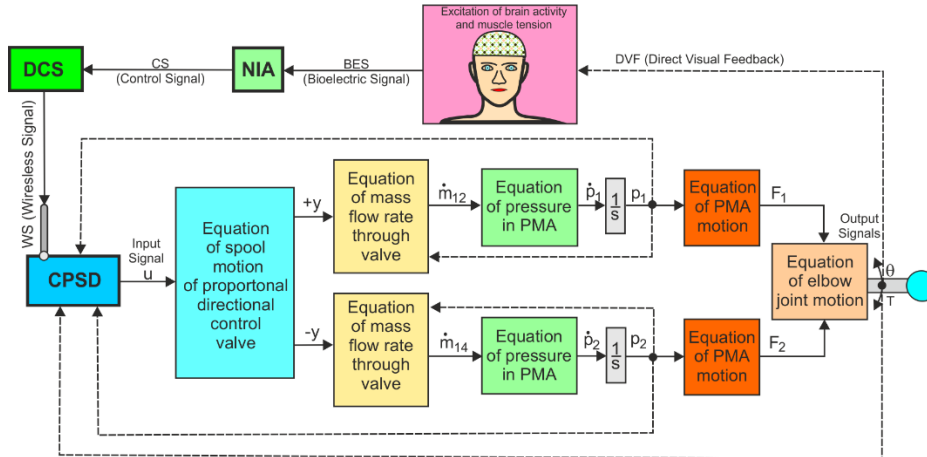 Excitation of brain activity
and muscle tension
DCS
CS
(Control Signal)
NIA
BES
(Bioelectric Signal)
DVF (Direct Visual Feedback)
WS (Wireless Signal)
CPSD
Input
Signal
u
Equation
of spool
motion
of proportonal
directional
control
valve
+y
-y
Equation
of mass
flow rate
through
valve
ṁ12
Equation
of pressure
in PMA
ṗ1
1
s
p1
Equation
of PMA
motion
F1
Equation
of mass
flow rate
through
valve
ṁ14
Equation
of pressure
in PMA
ṗ2
1
s
p2
Equation
of PMA
motion
F2
Equation
of elbow
joint motion
Output
Signals
θ
T